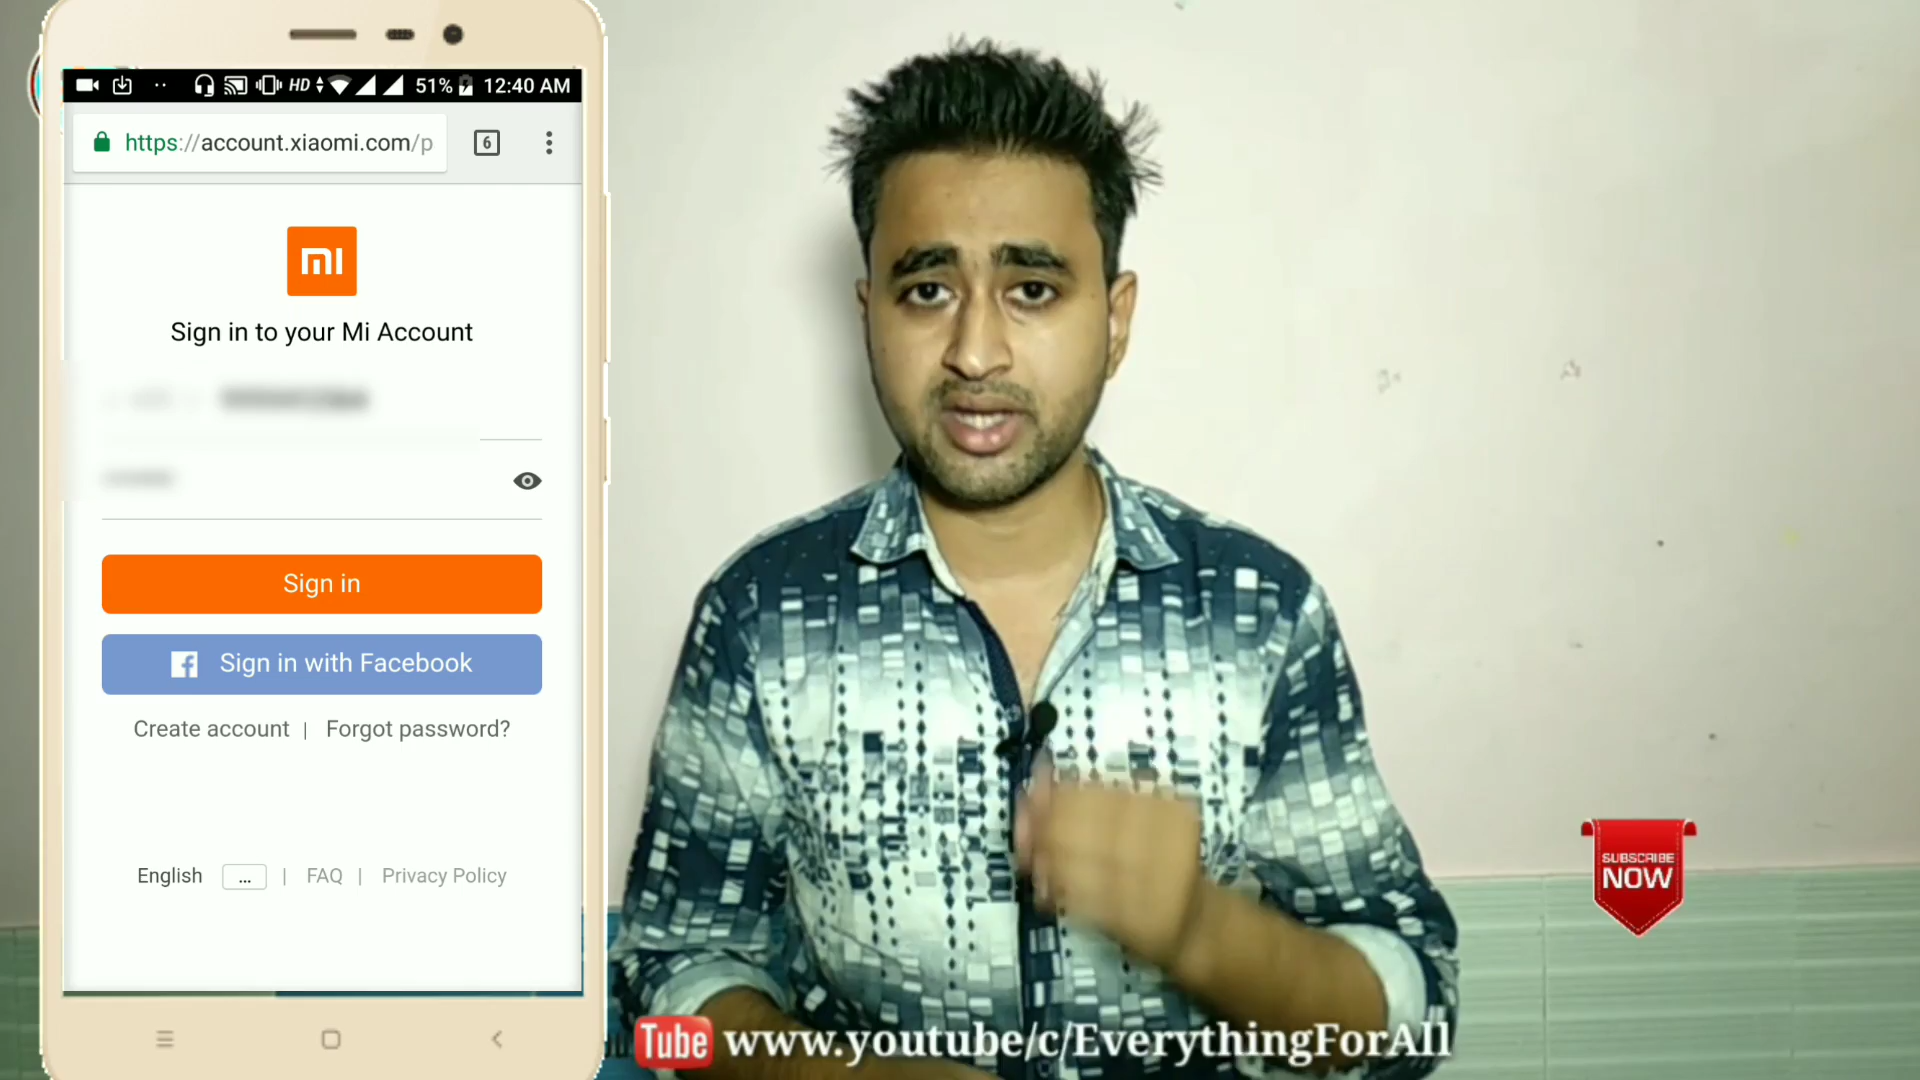 HD 51% 12:40 AM
https://account.xiaomi.com/p
6
mi
Sign in to your Mi Account
Sign in
Sign in with Facebook
Create account | Forgot password?
English ... | FAQ | Privacy Policy
SUBSCRIBE
NOW
Tube www.youtube/c/EverythingForAll